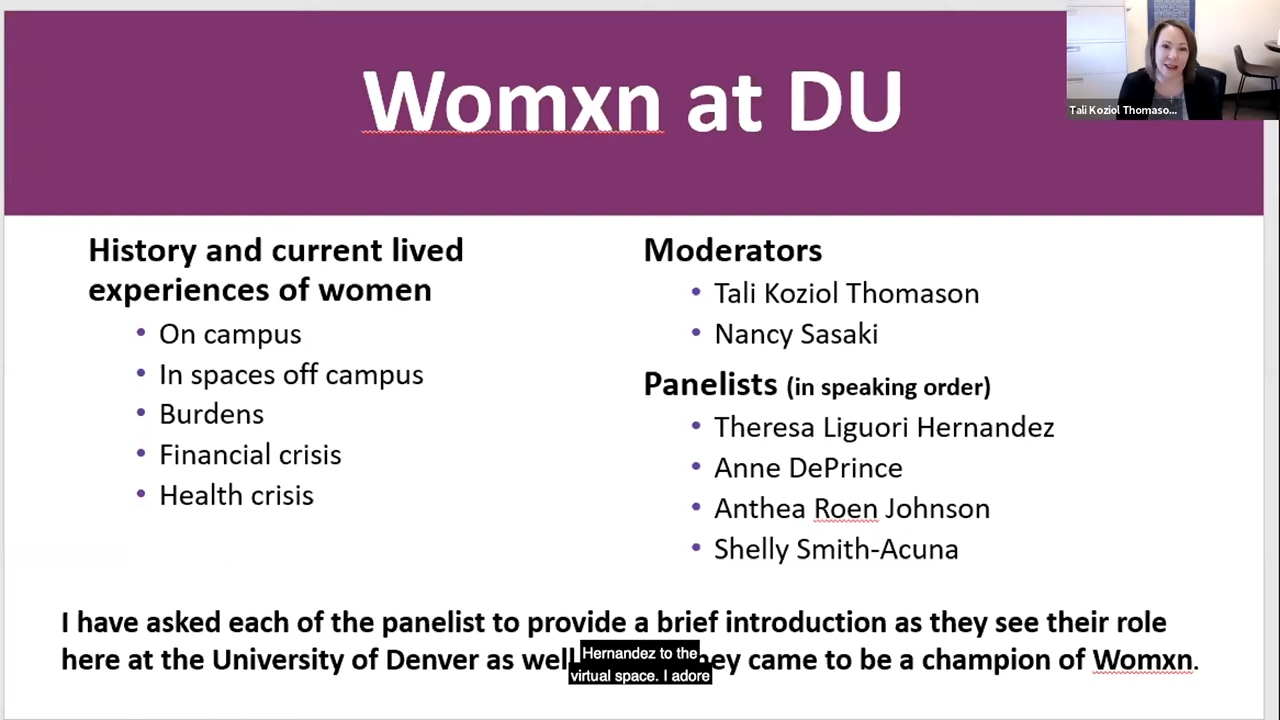 Womxn at DU
Tali Koziol Thomaso...
History and current lived
experiences of women
• On campus
• In spaces off campus
• Burdens
• Financial crisis
• Health crisis
Moderators
• Tali Koziol Thomason
• Nancy Sasaki
Panelists (in speaking order)
• Theresa Liguori Hernandez
• Anne DePrince
• Anthea Roen Johnson
• Shelly Smith-Acuna
I have asked each of the panelist to provide a brief introduction as they see their role
here at the University of Denver as well came to be a champion of Womxn.
Hernandez to the
virtual space. I adore